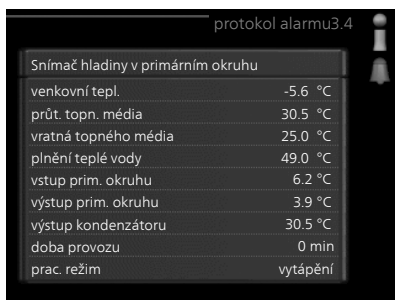 protokol alarmu3.4
Snímač hladiny v primárním okruhu
venkovní tepl. -5.6 °C
průt. topn. média 30.5 °C
vratná topného média 25.0 °C
plnění teplé vody 49.0 °C
vstup prim. okruhu 6.2 °C
výstup prim. okruhu 3.9 °C
výstup kondenzátoru 30.5 °C
doba provozu 0 min
prac. režim vytápění